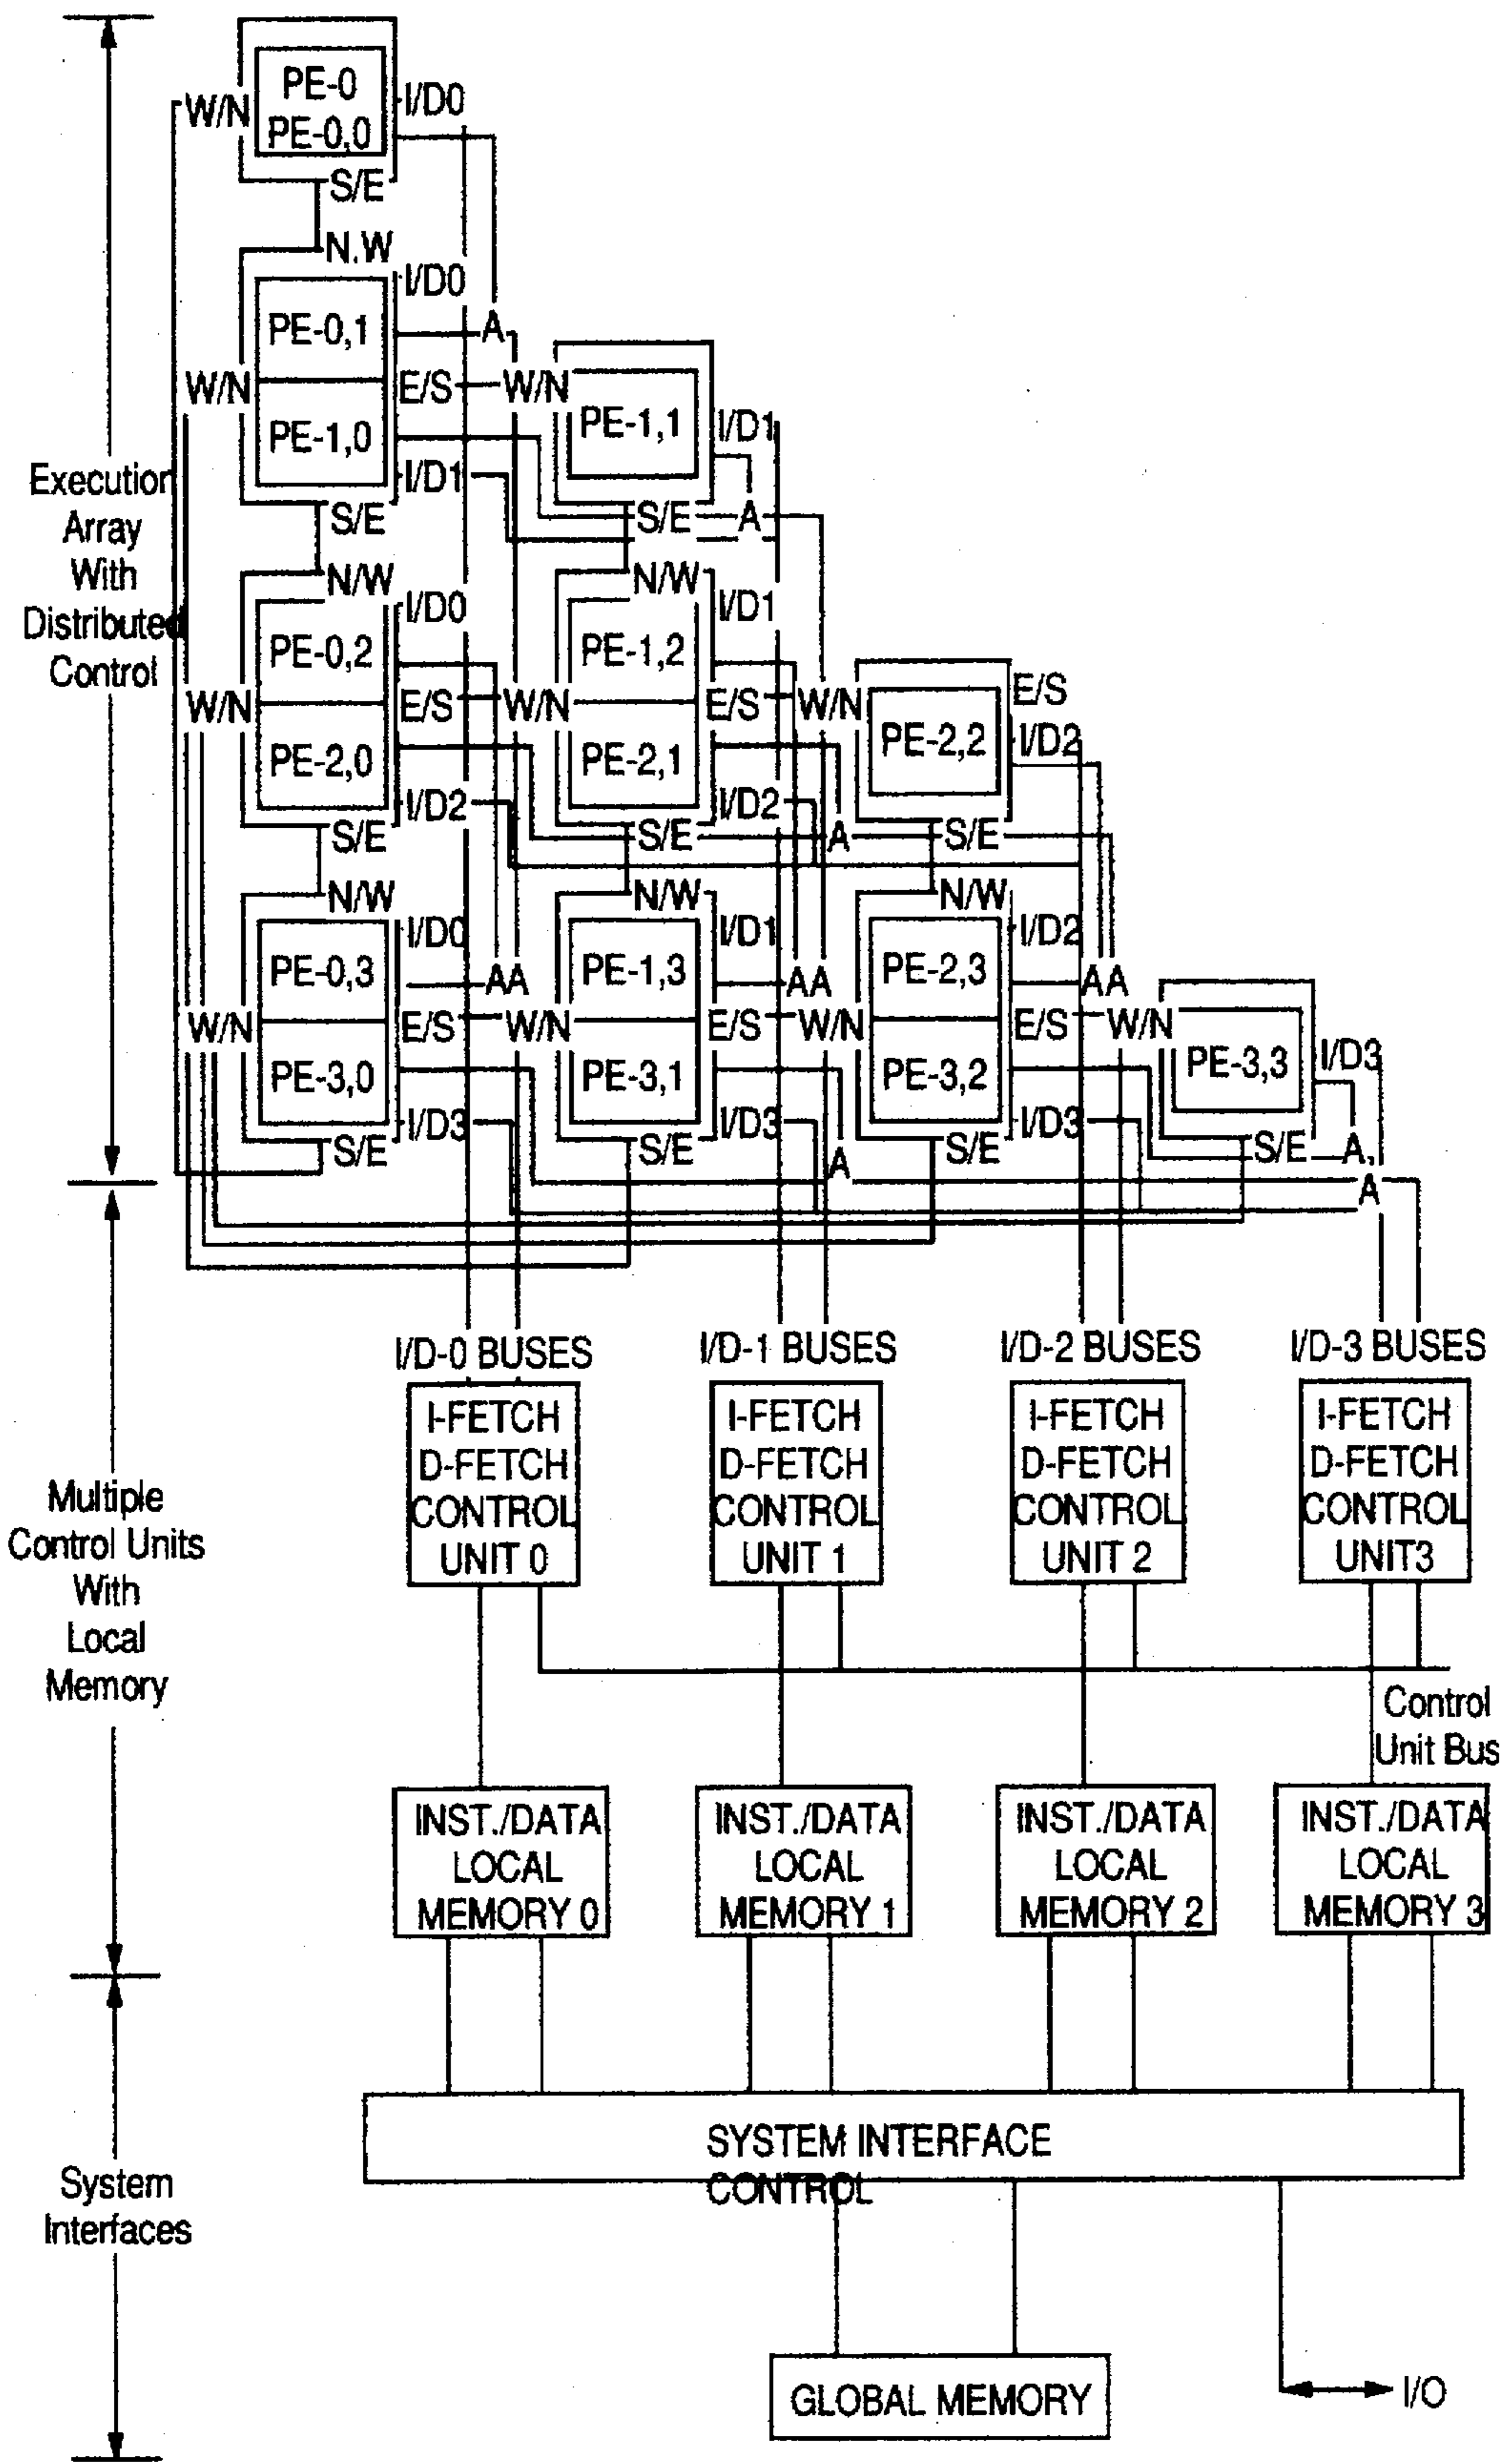 PE-0
W/N I/D0
PE-0,0
S/E
N.W
I/D0
PE-0,1 A
W/N E/S W/N
PE-1,0 PE-1,1 I/D1
I/D1
S/E S/E A
Execution
Array
With
Distributed
Control
N/W N/W
I/D0 I/D1
PE-0,2 PE-1,2
W/N E/S W/N E/S W/N E/S
PE-2,0 PE-2,1 PE-2,2 I/D2
I/D2 I/D2
S/E S/E A S/E
N/W N/W N/W
I/D0 I/D1 I/D2
PE-0,3 AA PE-1,3 AA PE-2,3 AA
W/N E/S W/N E/S W/N E/S W/N
PE-3,0 PE-3,1 PE-3,2 PE-3,3 I/D3
I/D3 I/D3 I/D3
S/E S/E A S/E S/E A
A
I/D-0 BUSES I/D-1 BUSES I/D-2 BUSES I/D-3 BUSES
I-FETCH I-FETCH I-FETCH I-FETCH
D-FETCH D-FETCH D-FETCH D-FETCH
CONTROL CONTROL CONTROL CONTROL
UNIT 0 UNIT 1 UNIT 2 UNIT3
Multiple
Control Units
With
Local
Memory
Control
Unit Bus
INST./DATA INST./DATA INST./DATA INST./DATA
LOCAL LOCAL LOCAL LOCAL
MEMORY 0 MEMORY 1 MEMORY 2 MEMORY 3
SYSTEM INTERFACE
CONTROL
System
Interfaces
GLOBAL MEMORY I/O